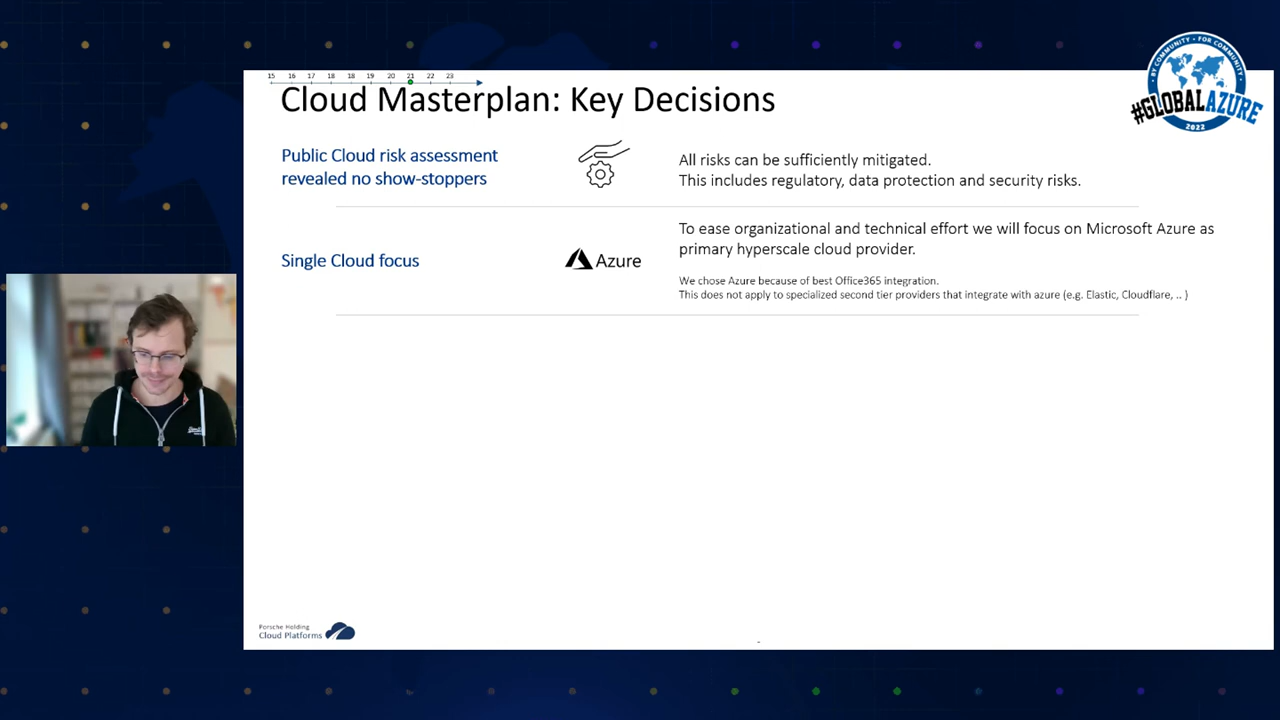 15 16 17 18 18 19 20 21 22 23
Cloud Masterplan: Key Decisions
BY COMMUNITY • FOR COMMUNITY
#GLOBALAZURE
2022
Public Cloud risk assessment
revealed no show-stoppers
All risks can be sufficiently mitigated.
This includes regulatory, data protection and security risks.
Single Cloud focus
Azure
To ease organizational and technical effort we will focus on Microsoft Azure as
primary hyperscale cloud provider.
We chose Azure because of best Office365 integration.
This does not apply to specialized second tier providers that integrate with azure (e.g. Elastic, Cloudflare, .. )
Porsche Holding
Cloud Platforms